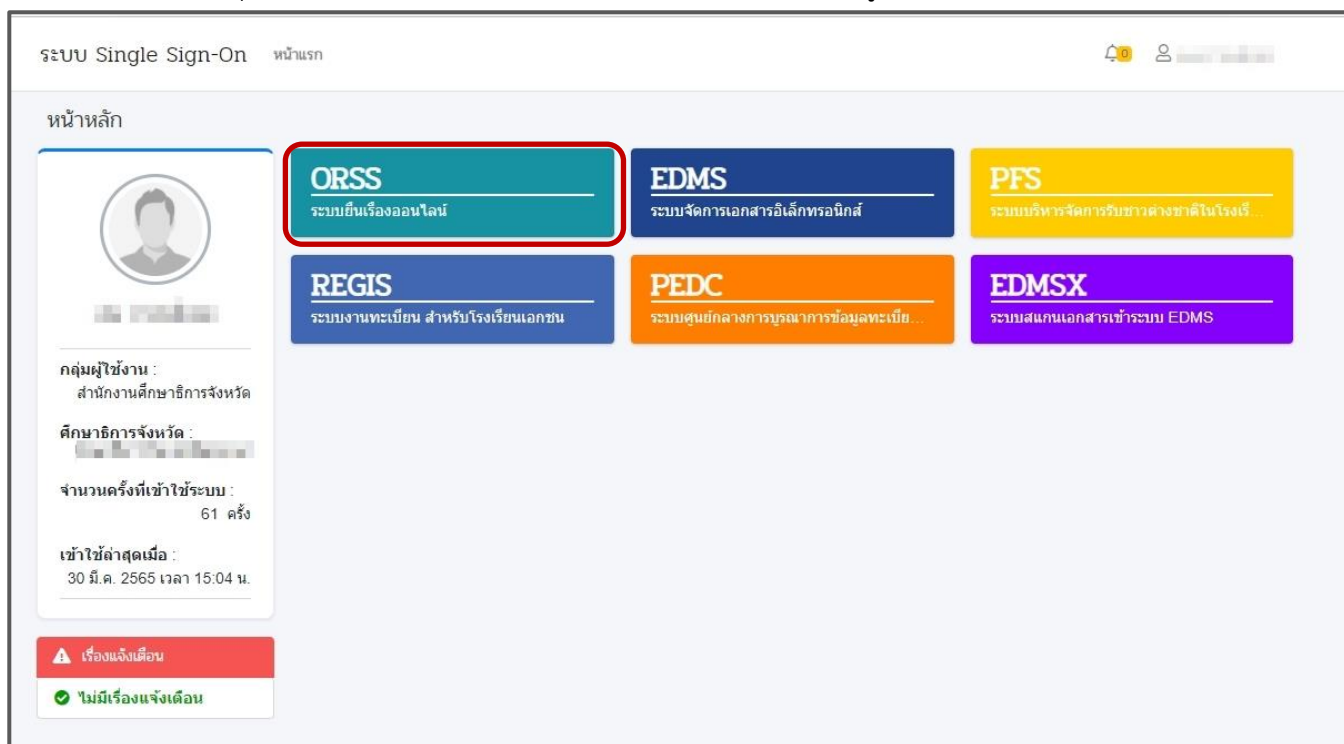 ระบบ Single Sign-On หน้าแรก
0
หน้าหลัก
ORSS
ระบบยื่นเรื่องออนไลน์
EDMS
ระบบจัดการเอกสารอิเล็กทรอนิกส์
PFS
ระบบบริหารจัดการรับชาวต่างชาติในโรงเรี...
REGIS
ระบบงานทะเบียน สำหรับโรงเรียนเอกชน
PEDC
ระบบศูนย์กลางการบูรณาการข้อมูลทะเบีย...
EDMSX
ระบบสแกนเอกสารเข้าระบบ EDMS
กลุ่มผู้ใช้งาน :
สำนักงานศึกษาธิการจังหวัด
ศึกษาธิการจังหวัด :
จำนวนครั้งที่เข้าใช้ระบบ :
61 ครั้ง
เข้าใช้ล่าสุดเมื่อ :
30 มี.ค. 2565 เวลา 15:04 น.
เรื่องแจ้งเตือน
ไม่มีเรื่องแจ้งเตือน